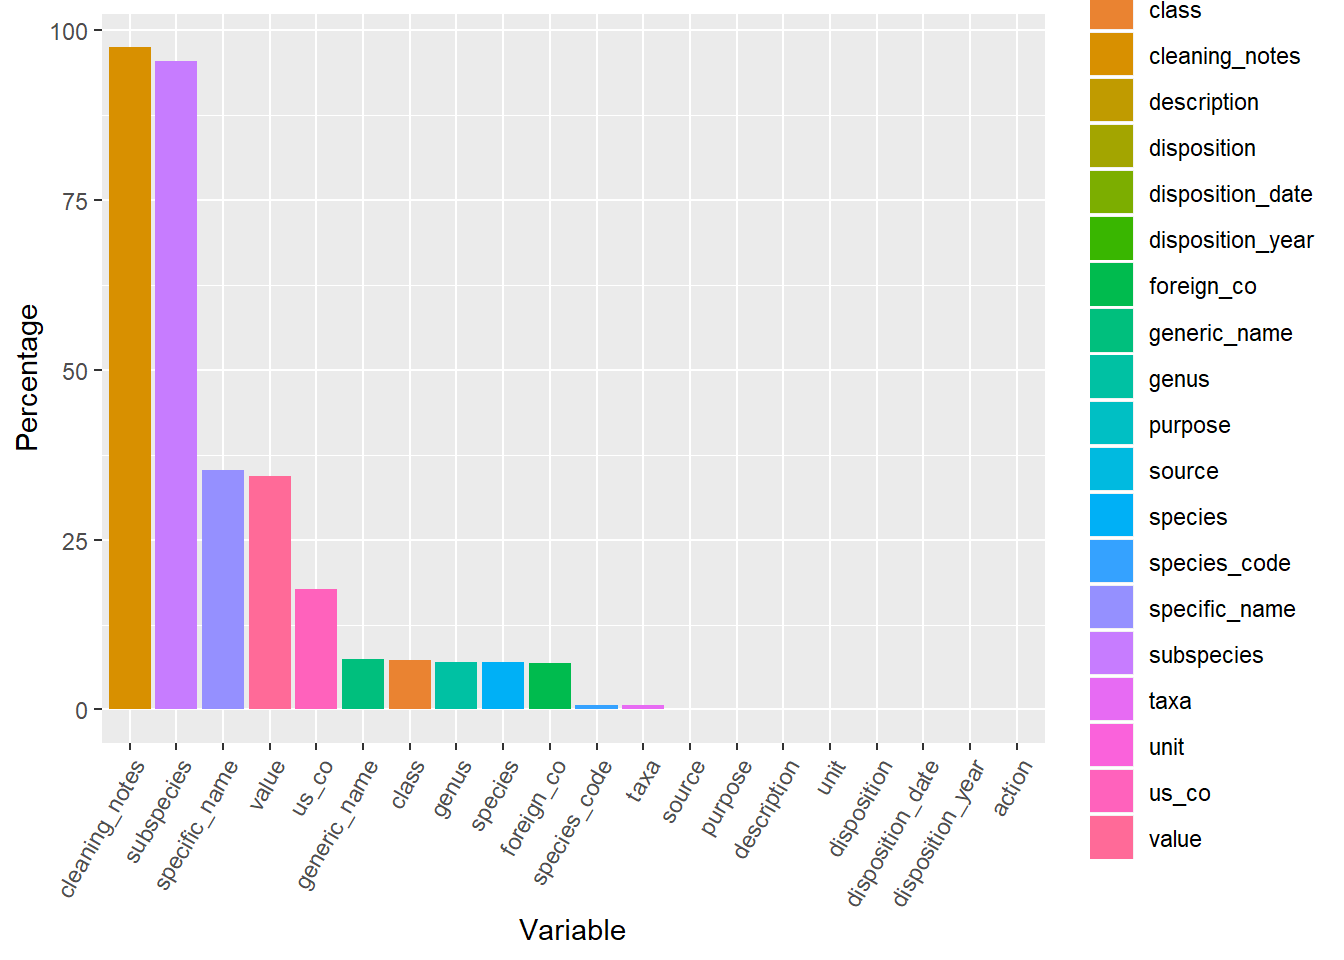 100
75
50
25
0
Percentage
cleaning_notes
subspecies
specific_name
value
us_co
generic_name
class
genus
species
foreign_co
species_code
taxa
source
purpose
description
unit
disposition
disposition_date
disposition_year
action
Variable
class
cleaning_notes
description
disposition
disposition_date
disposition_year
foreign_co
generic_name
genus
purpose
source
species
species_code
specific_name
subspecies
taxa
unit
us_co
value